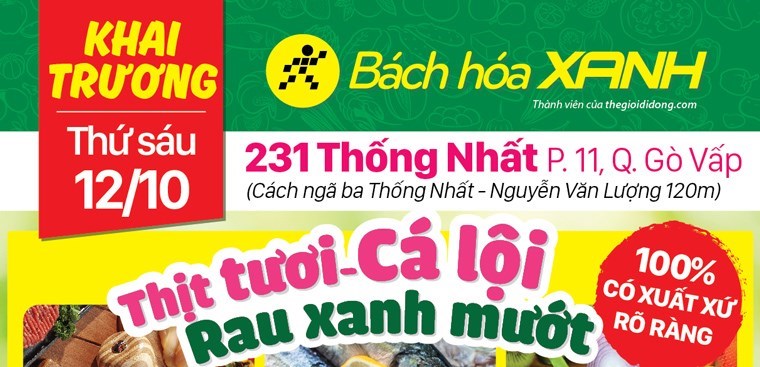 KHAI
TRƯƠNG
Thứ sáu
12/10
Bách hóa XANH
Thành viên của thegioididong.com
231 Thống Nhất P. 11, Q. Gò Vấp
(Cách ngã ba Thống Nhất - Nguyễn Văn Lượng 120m)
Thịt tươi-Cá lội
Rau xanh mướt
100%
CÓ XUẤT XỨ
RÕ RÀNG